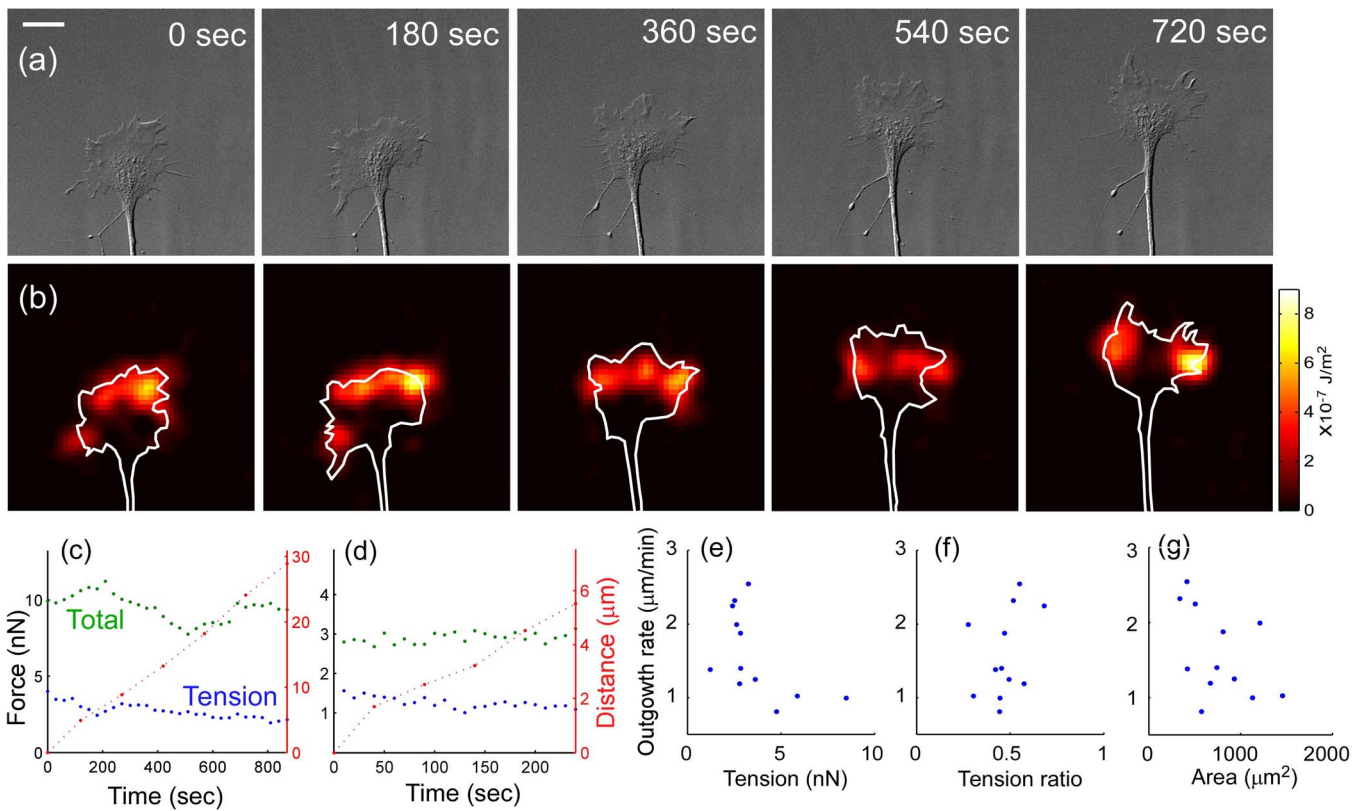 (a)
0 sec
180 sec
360 sec
540 sec
720 sec
(b)
8
6
4
2
0
X10⁻⁷ J/m²
(c)
Force (nN)
10
5
0
Total
Tension
0
200
400
600
800
Time (sec)
30
25
20
15
10
5
0
(d)
4
3
2
1
0
50
100
150
200
Time (sec)
6
4
2
0
Distance (μm)
(e)
Outgowth rate (μm/min)
3
2
1
0
5
10
Tension (nN)
(f)
3
2
1
0
0.5
1
Tension ratio
(g)
3
2
1
0
1000
2000
Area (μm²)